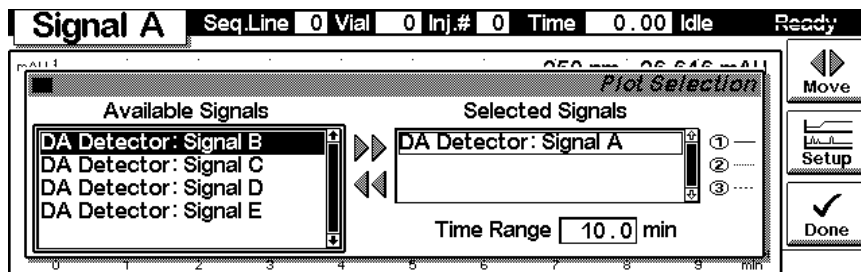 Signal A Seq.Line 0 Vial 0 Inj.# 0 Time 0.00 Idle Ready
Plot Selection
Move
Available Signals Selected Signals
DA Detector: Signal B DA Detector: Signal A
DA Detector: Signal C
DA Detector: Signal D
DA Detector: Signal E
1
2
3
Setup
Time Range 10.0 min
Done
0 1 2 3 4 5 6 7 8 9 min